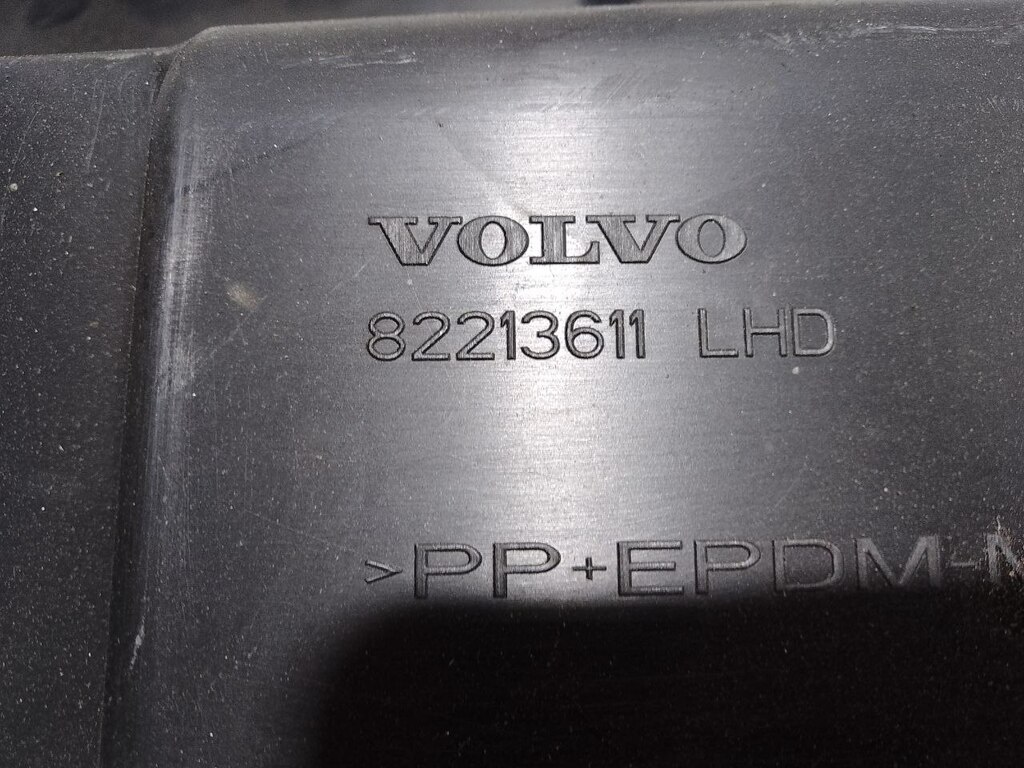 VOLVO
82213611 LHD
>PP+EPDM-